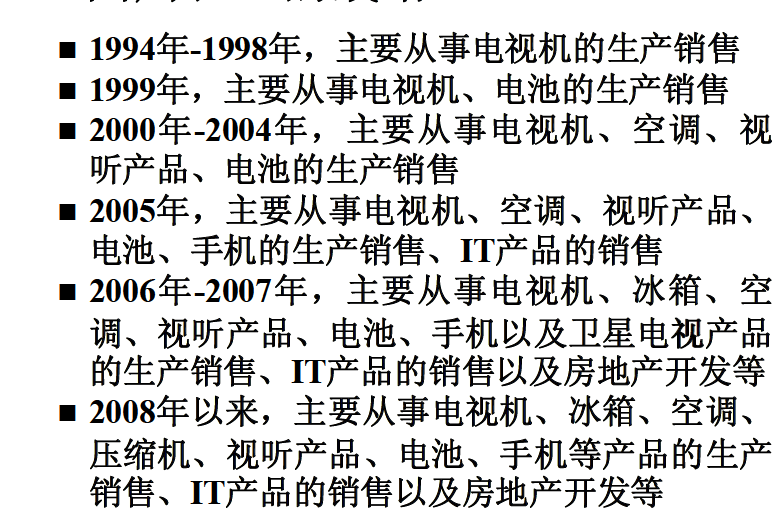 ■ 1994年-1998年，主要从事电视机的生产销售
■ 1999年，主要从事电视机、电池的生产销售
■ 2000年-2004年，主要从事电视机、空调、视
听产品、电池的生产销售
■ 2005年，主要从事电视机、空调、视听产品、
电池、手机的生产销售、IT产品的销售
■ 2006年-2007年，主要从事电视机、冰箱、空
调、视听产品、电池、手机以及卫星电视产品
的生产销售、IT产品的销售以及房地产开发等
■ 2008年以来，主要从事电视机、冰箱、空调、
压缩机、视听产品、电池、手机等产品的生产
销售、IT产品的销售以及房地产开发等